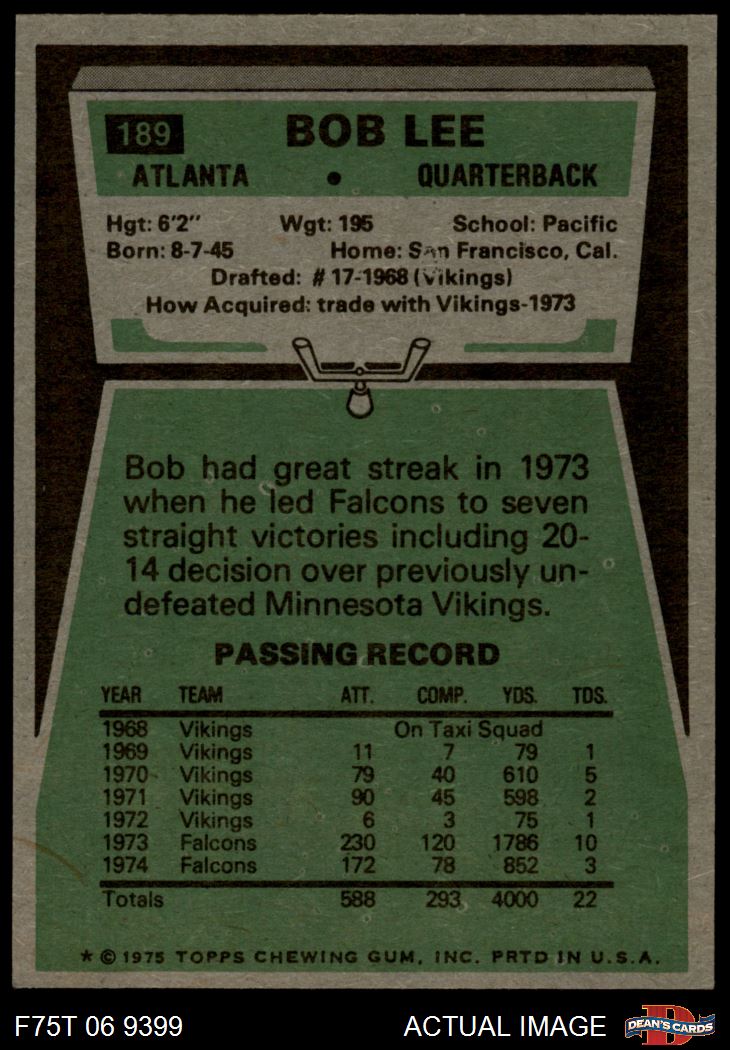 189 BOB LEE
ATLANTA • QUARTERBACK
Hgt: 6'2" Wgt: 195 School: Pacific
Born: 8-7-45 Home: San Francisco, Cal.
Drafted: #17-1968 (Vikings)
How Acquired: trade with Vikings-1973
Bob had great streak in 1973
when he led Falcons to seven
straight victories including 20-
14 decision over previously un-
defeated Minnesota Vikings.
PASSING RECORD
YEAR TEAM ATT. COMP. YDS. TDS.
1968 Vikings On Taxi Squad
1969 Vikings 11 7 79 1
1970 Vikings 79 40 610 5
1971 Vikings 90 45 598 2
1972 Vikings 6 3 75 1
1973 Falcons 230 120 1786 10
1974 Falcons 172 78 852 3
Totals 588 293 4000 22
* © 1975 TOPPS CHEWING GUM, INC. PRTD IN U.S.A.
F75T 06 9399 ACTUAL IMAGE D DEAN'S CARDS